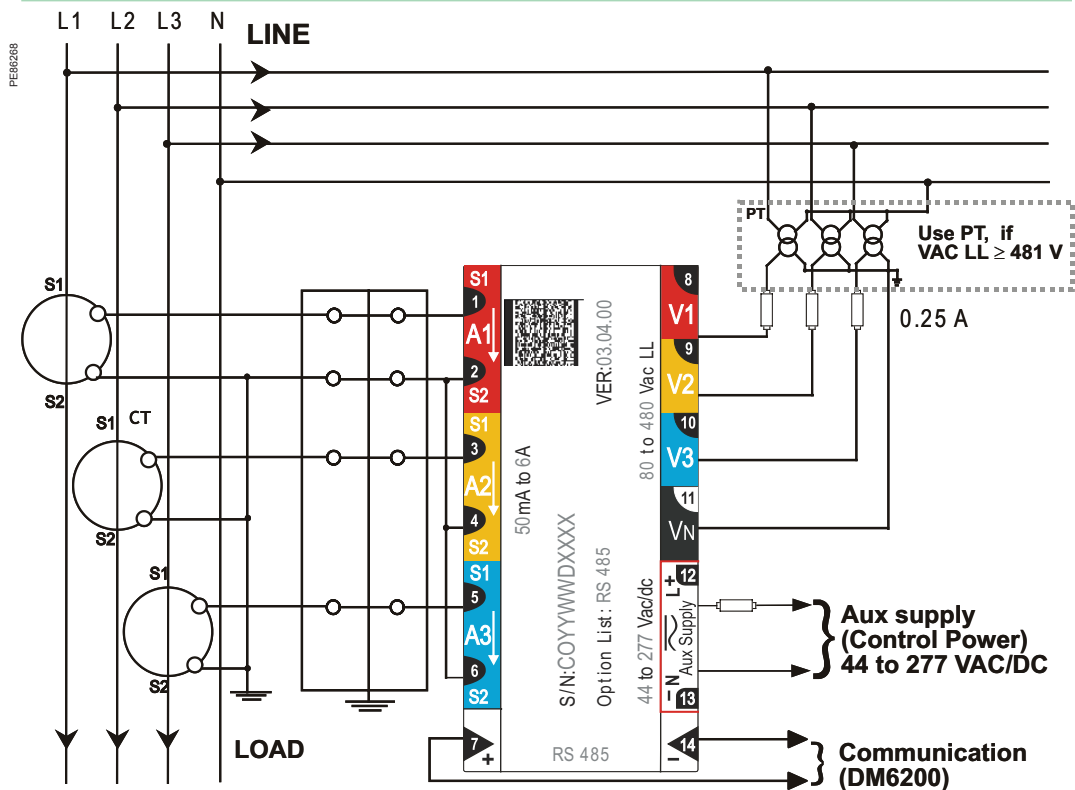 L1 L2 L3 N LINE
PE86268
PT
Use PT, if
VAC LL ≥ 481 V
0.25 A
S1
S2
S1 CT
S2
S1
S2
LOAD
S1
1
A1
2
S2
S1
3
A2
4
S2
S1
5
A3
6
S2
7
+
50mA to 6A
S/N:COYYWWDXXXX
VER:03.04.00
Option List: RS 485
80 to 480 Vac LL
44 to 277 Vac/dc
RS 485
8
V1
9
V2
10
V3
11
VN
12
L+
Aux Supply
– N
13
14
–
Aux supply
(Control Power)
44 to 277 VAC/DC
Communication
(DM6200)